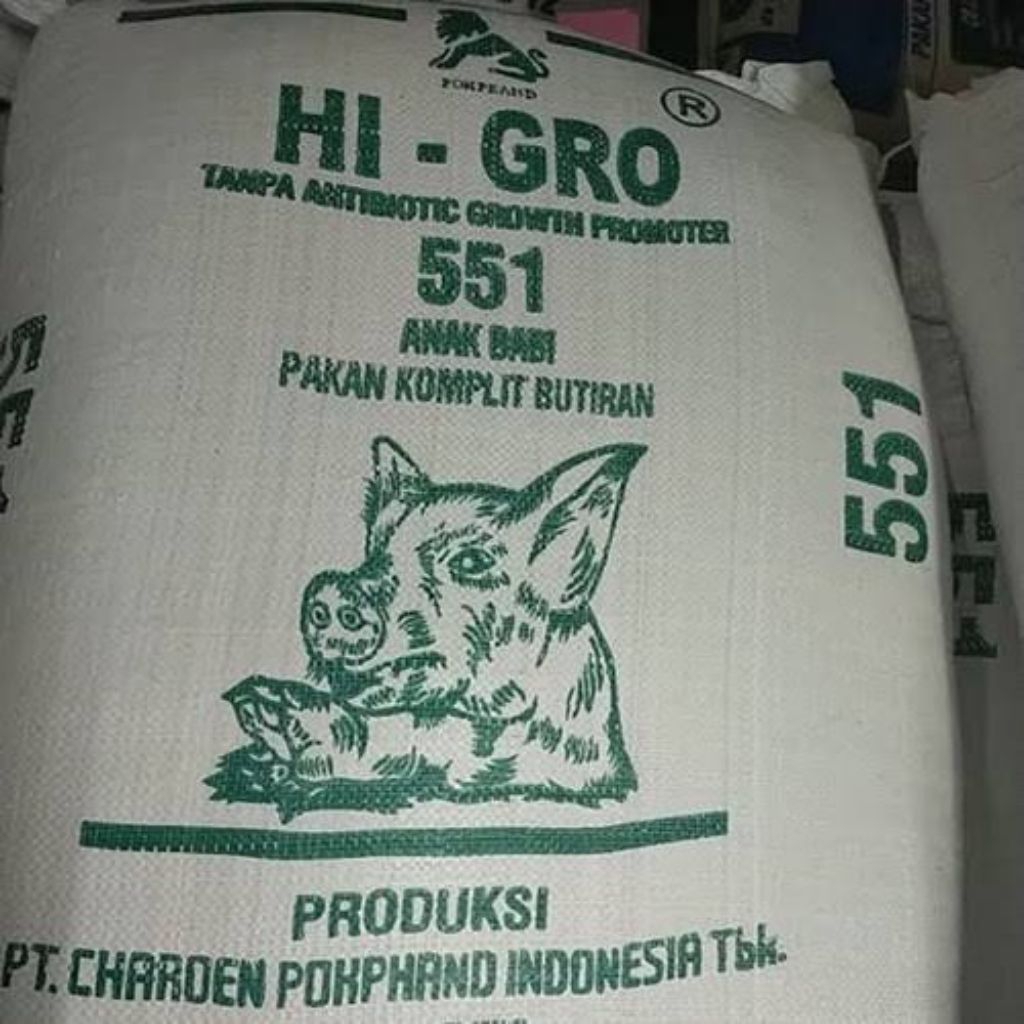 PAKAN
POKPHAND
HI - GRO ®
TANPA ANTIBIOTIC GROWTH PROMOTER
551
ANAK BABI
PAKAN KOMPLIT BUTIRAN
551
PRODUKSI
PT. CHAROEN POKPHAND INDONESIA Tbk.